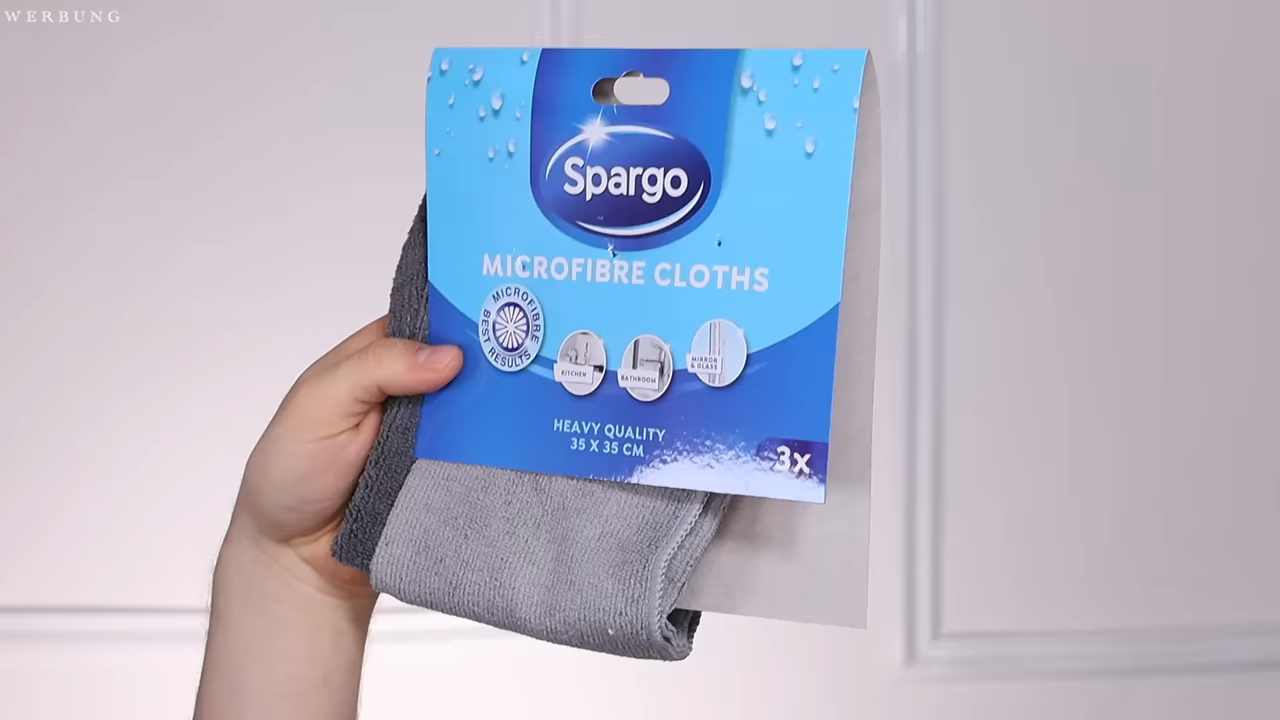 WERBUNG
Spargo
MICROFIBRE CLOTHS
MICROFIBRE
BEST RESULTS
KITCHEN
BATHROOM
MIRROR
& GLASS
HEAVY QUALITY
35 X 35 CM
3x